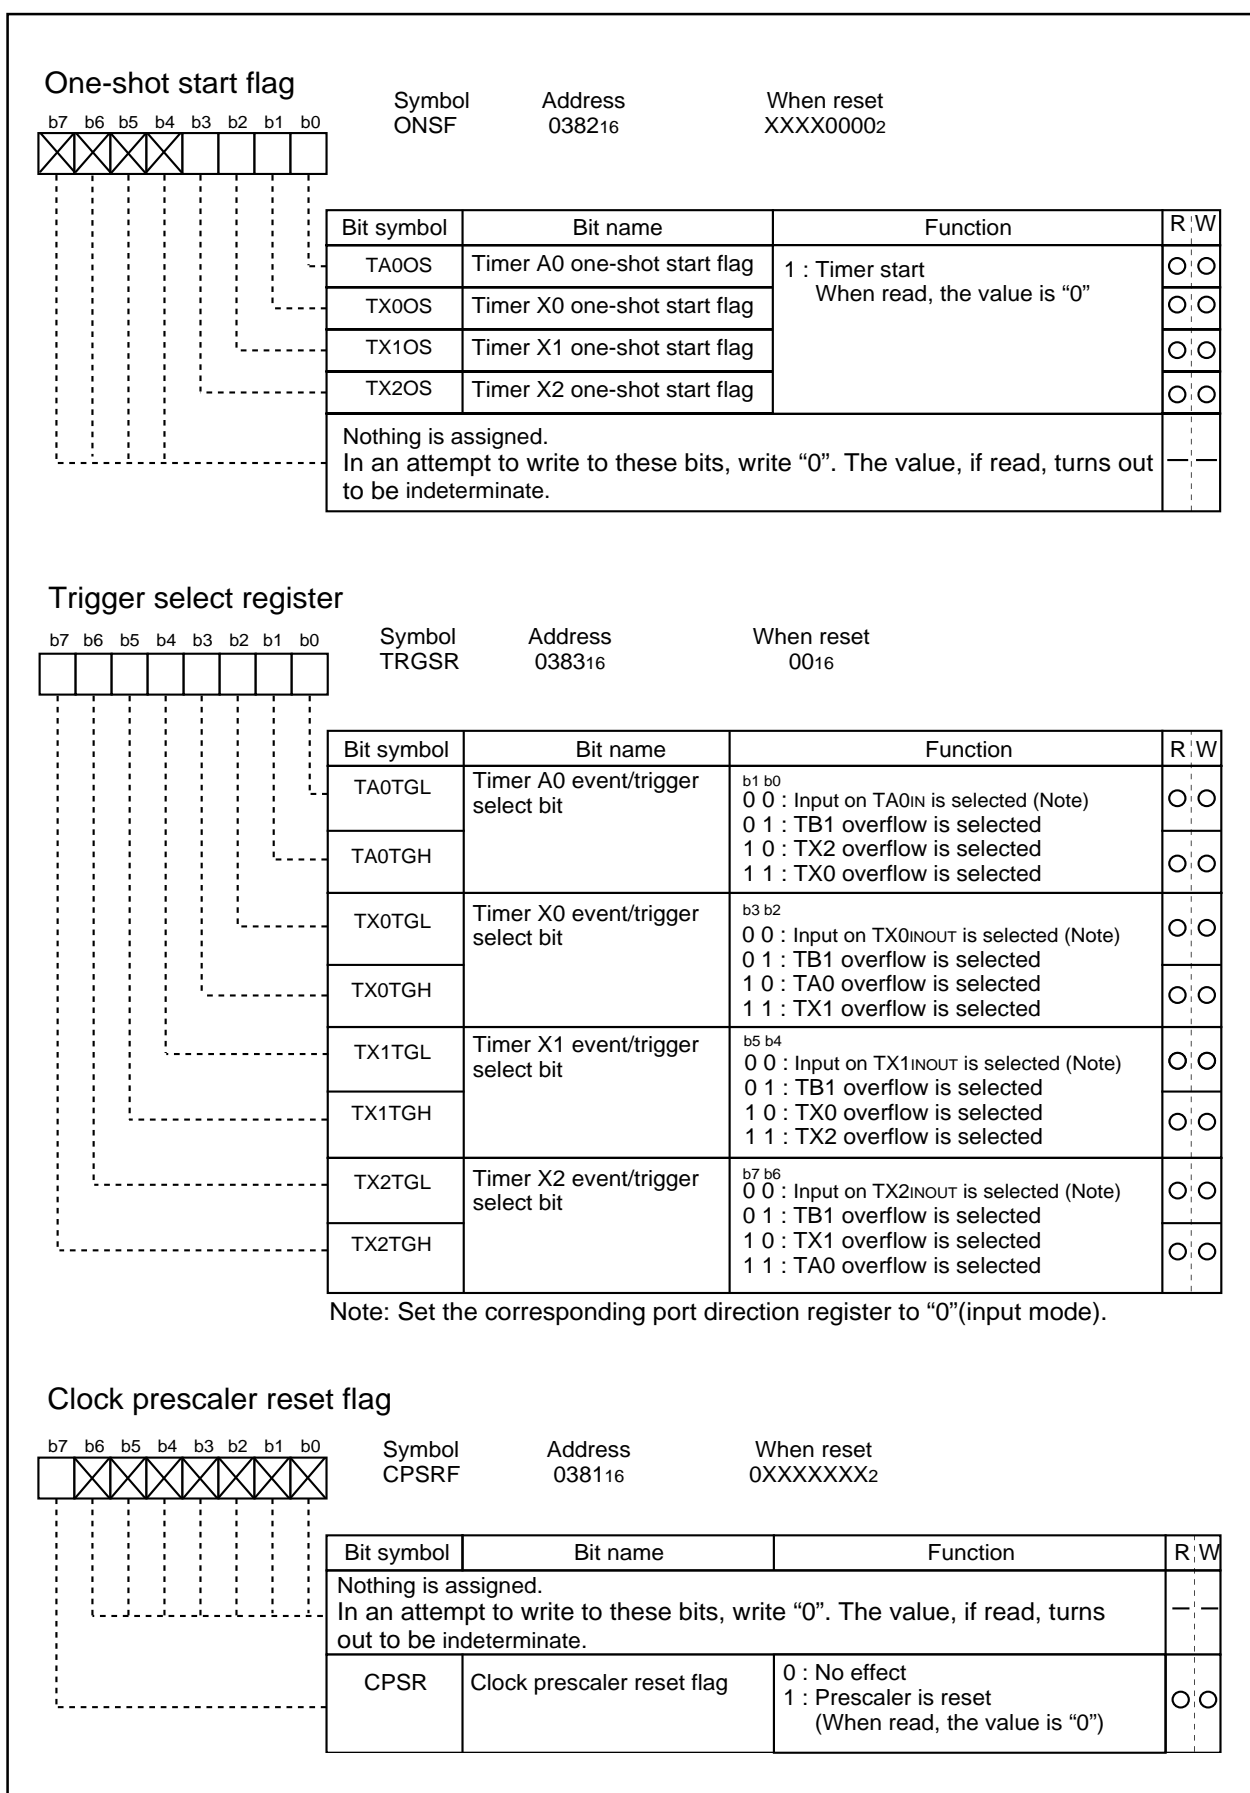 One-shot start flag
Symbol Address When reset
b7 b6 b5 b4 b3 b2 b1 b0
ONSF 038216 XXXX00002
Bit symbol Bit name Function R W
TA0OS Timer A0 one-shot start flag 1 : Timer start
When read, the value is “0”
TX0OS Timer X0 one-shot start flag
TX1OS Timer X1 one-shot start flag
TX2OS Timer X2 one-shot start flag
Nothing is assigned.
In an attempt to write to these bits, write “0”. The value, if read, turns out
to be indeterminate.
Trigger select register
b7 b6 b5 b4 b3 b2 b1 b0
Symbol Address When reset
TRGSR 038316 0016
Bit symbol Bit name Function R W
TA0TGL Timer A0 event/trigger
select bit
b1 b0
0 0 : Input on TA0IN is selected (Note)
0 1 : TB1 overflow is selected
TA0TGH 1 0 : TX2 overflow is selected
1 1 : TX0 overflow is selected
TX0TGL Timer X0 event/trigger
select bit
b3 b2
0 0 : Input on TX0INOUT is selected (Note)
0 1 : TB1 overflow is selected
TX0TGH 1 0 : TA0 overflow is selected
1 1 : TX1 overflow is selected
TX1TGL Timer X1 event/trigger
select bit
b5 b4
0 0 : Input on TX1INOUT is selected (Note)
0 1 : TB1 overflow is selected
TX1TGH 1 0 : TX0 overflow is selected
1 1 : TX2 overflow is selected
TX2TGL Timer X2 event/trigger
select bit
b7 b6
0 0 : Input on TX2INOUT is selected (Note)
0 1 : TB1 overflow is selected
TX2TGH 1 0 : TX1 overflow is selected
1 1 : TA0 overflow is selected
Note: Set the corresponding port direction register to “0”(input mode).
Clock prescaler reset flag
b7 b6 b5 b4 b3 b2 b1 b0
Symbol Address When reset
CPSRF 038116 0XXXXXXX2
Bit symbol Bit name Function R W
Nothing is assigned.
In an attempt to write to these bits, write “0”. The value, if read, turns
out to be indeterminate.
CPSR Clock prescaler reset flag 0 : No effect
1 : Prescaler is reset
(When read, the value is “0”)